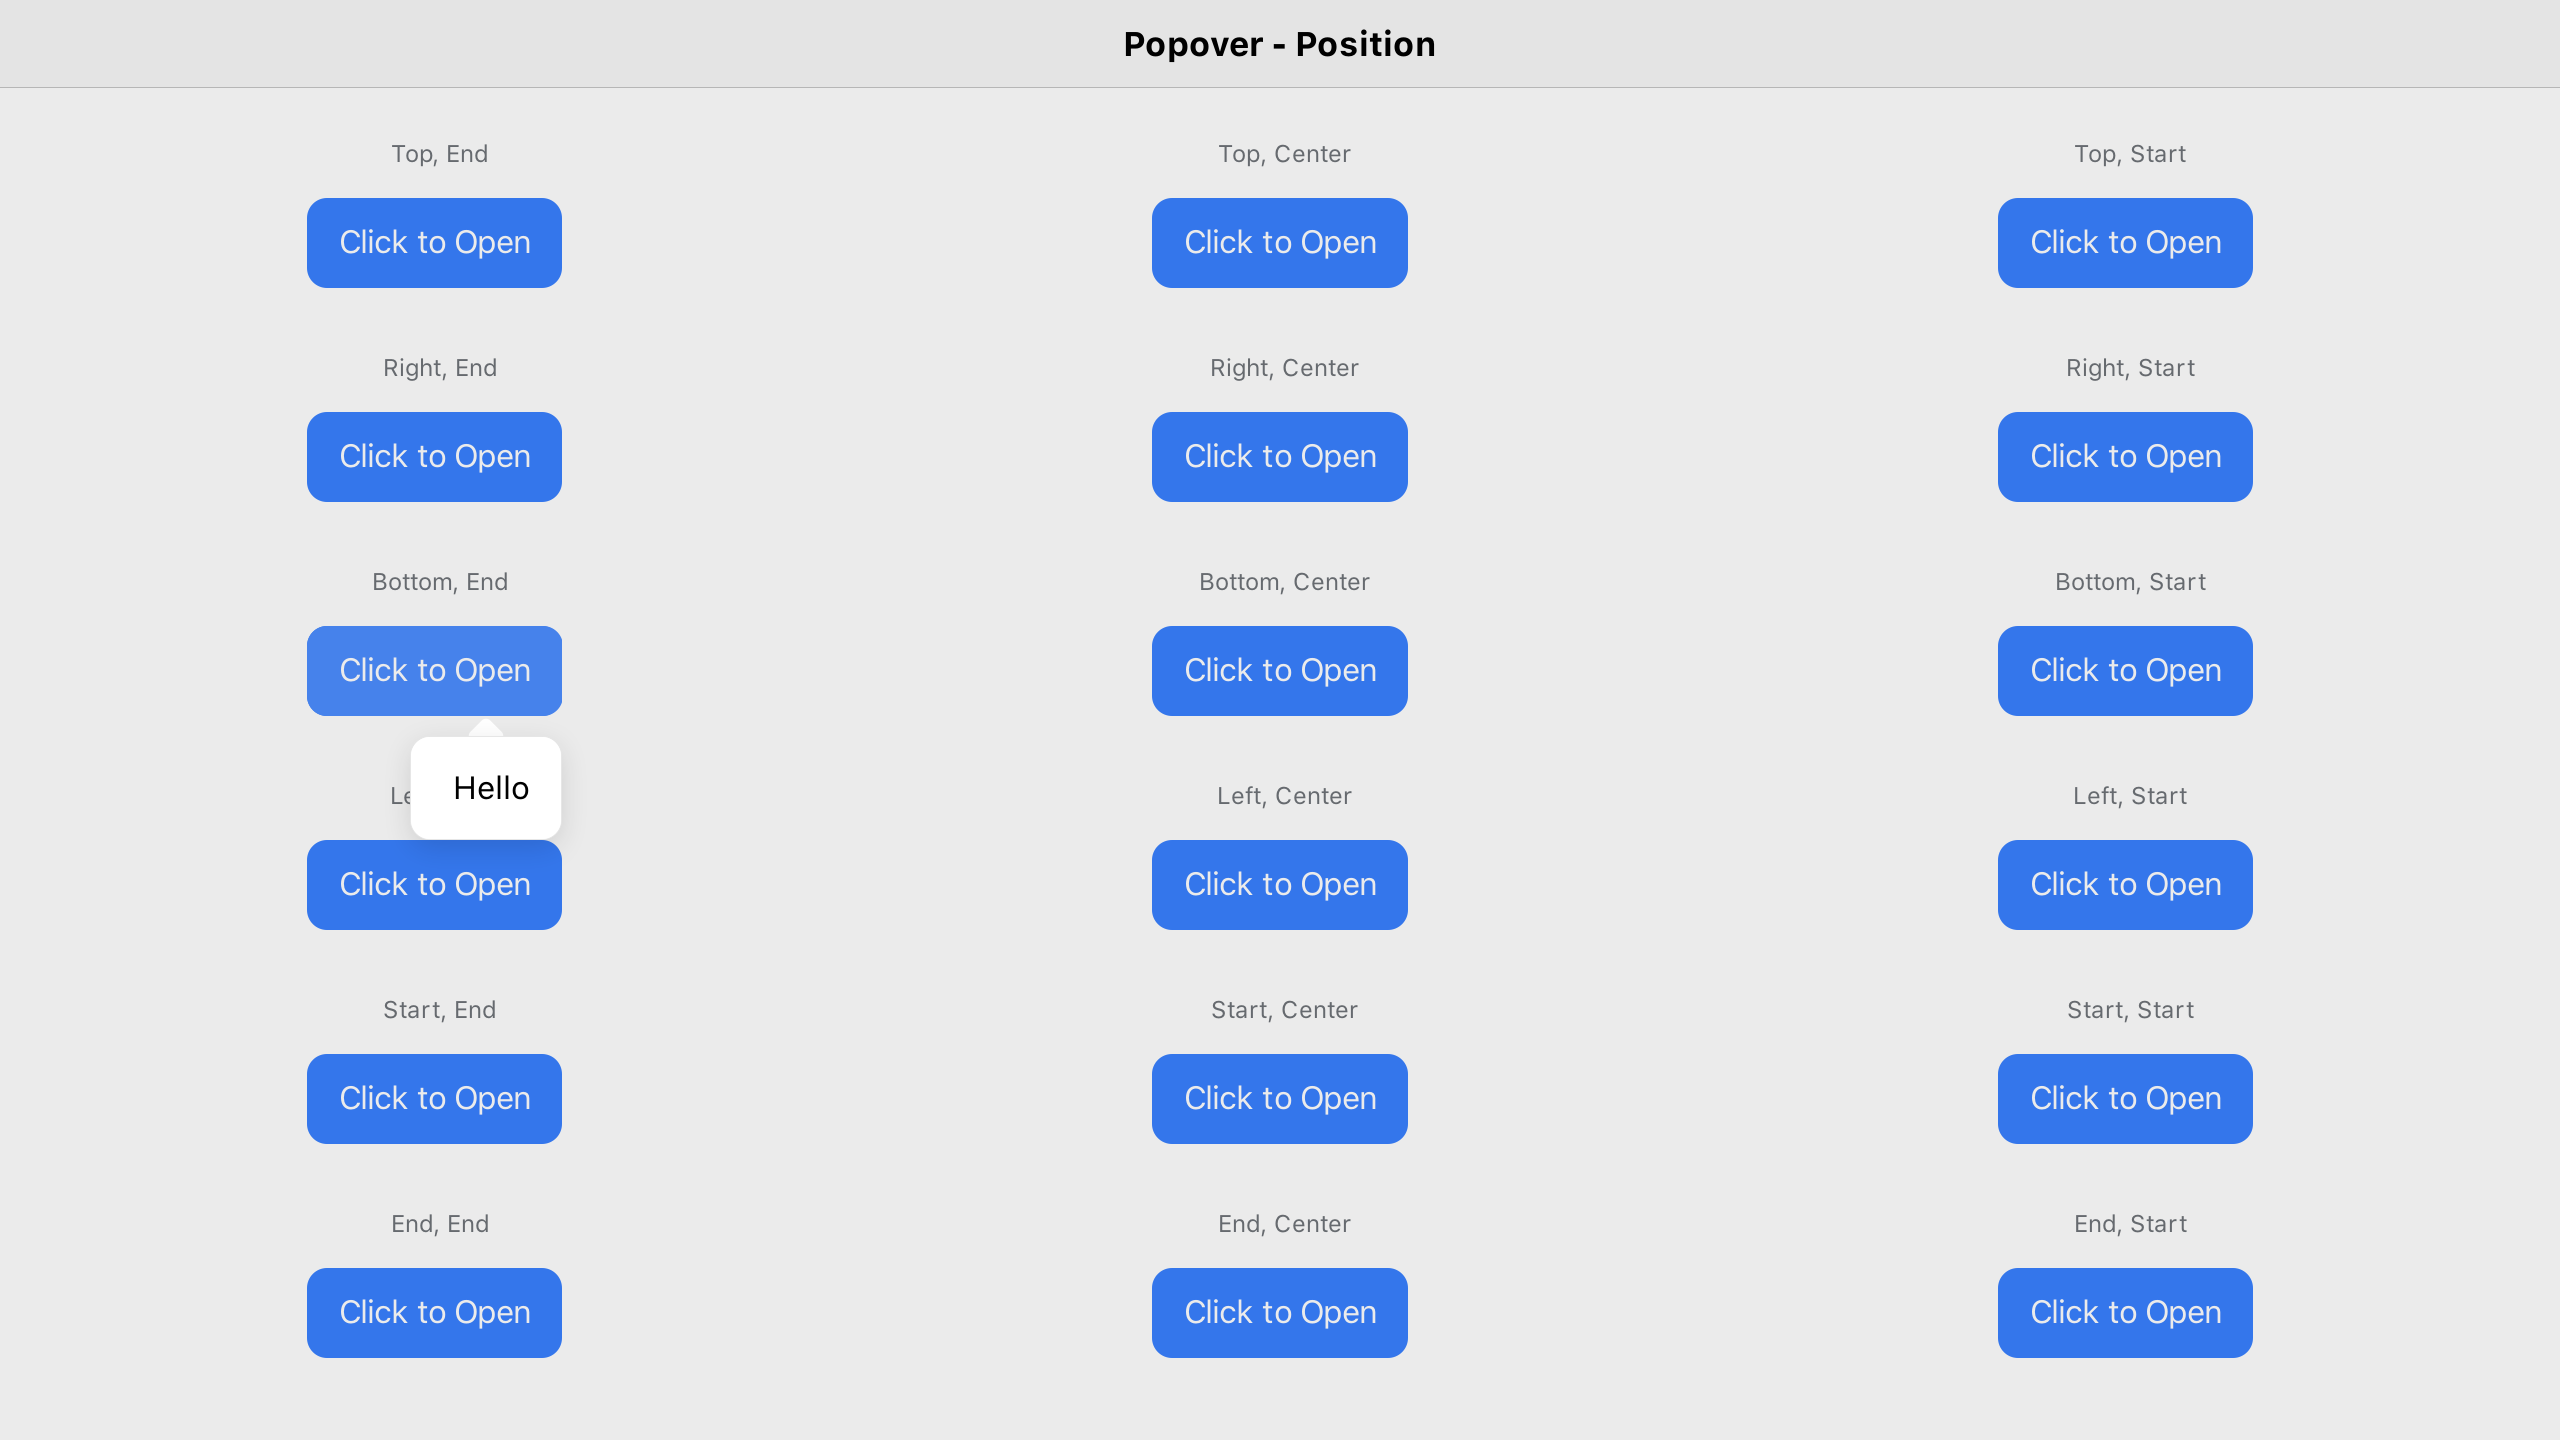 Popover - Position
Top, End
Top, Center
Top, Start
Click to Open
Click to Open
Click to Open
Right, End
Right, Center
Right, Start
Click to Open
Click to Open
Click to Open
Bottom, End
Bottom, Center
Bottom, Start
Click to Open
Click to Open
Click to Open
Hello
Left, Center
Left, Start
Click to Open
Click to Open
Click to Open
Start, End
Start, Center
Start, Start
Click to Open
Click to Open
Click to Open
End, End
End, Center
End, Start
Click to Open
Click to Open
Click to Open